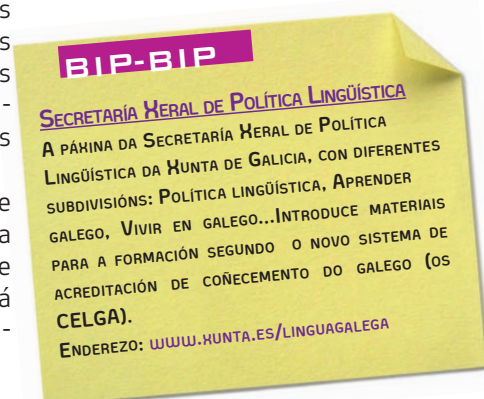 s
s
s
-
s
e
a
e
á
-
BIP-BIP
Secretaría Xeral de Política Lingüística
A páxina da Secretaría Xeral de Política
Lingüística da Xunta de Galicia, con diferentes
subdivisións: Política lingüística, Aprender
galego, Vivir en galego...Introduce materiais
para a formación segundo o novo sistema de
acreditación de coñecemento do galego (os
CELGA).
Enderezo: www.xunta.es/linguagalega